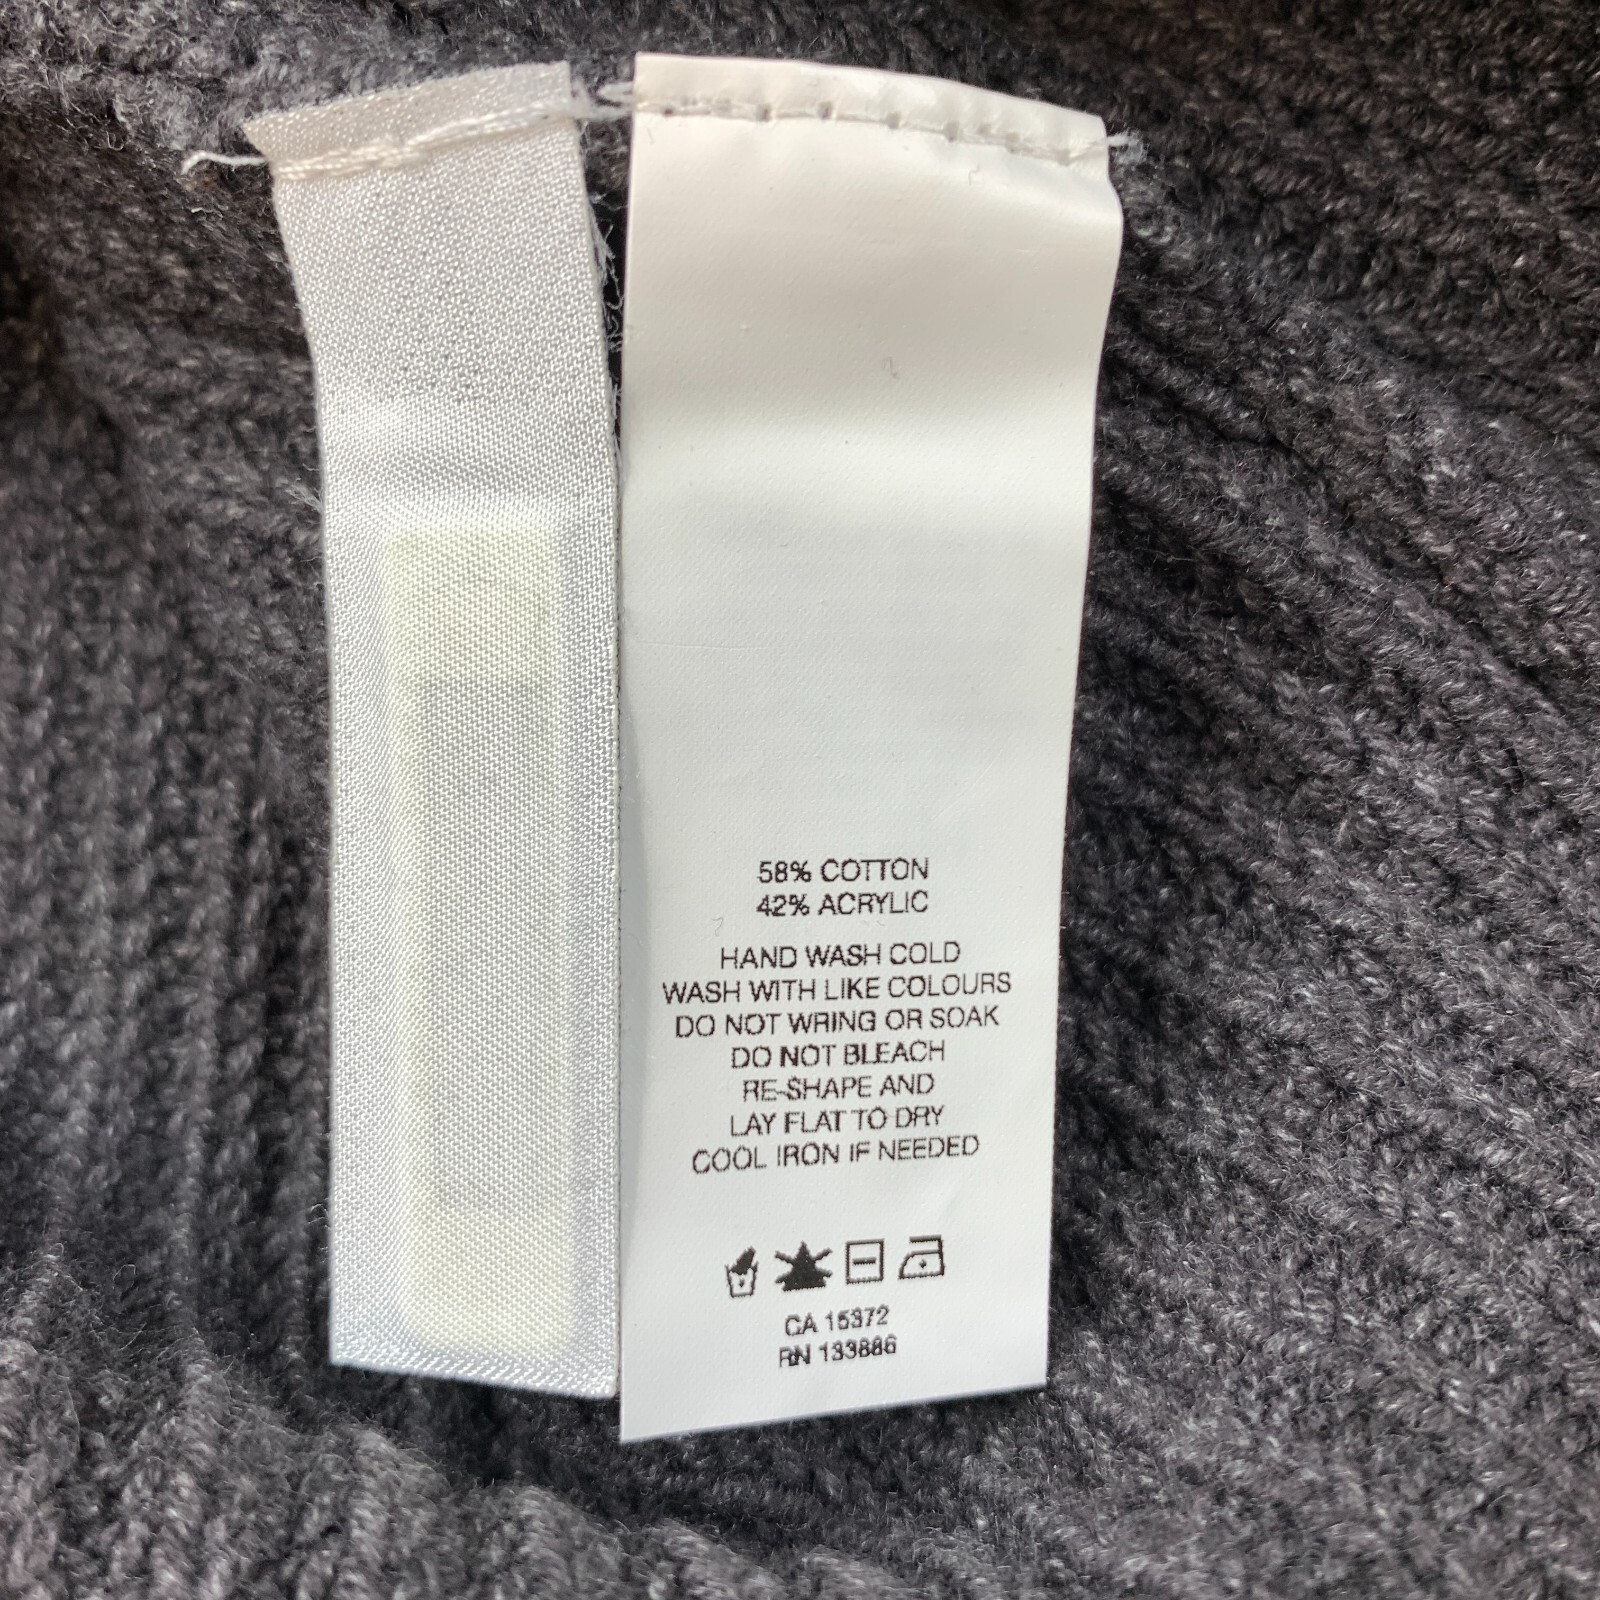 58% COTTON
42% ACRYLIC
HAND WASH COLD
WASH WITH LIKE COLOURS
DO NOT WRING OR SOAK
DO NOT BLEACH
RE-SHAPE AND
LAY FLAT TO DRY
COOL IRON IF NEEDED
CA 15372
RN 133886